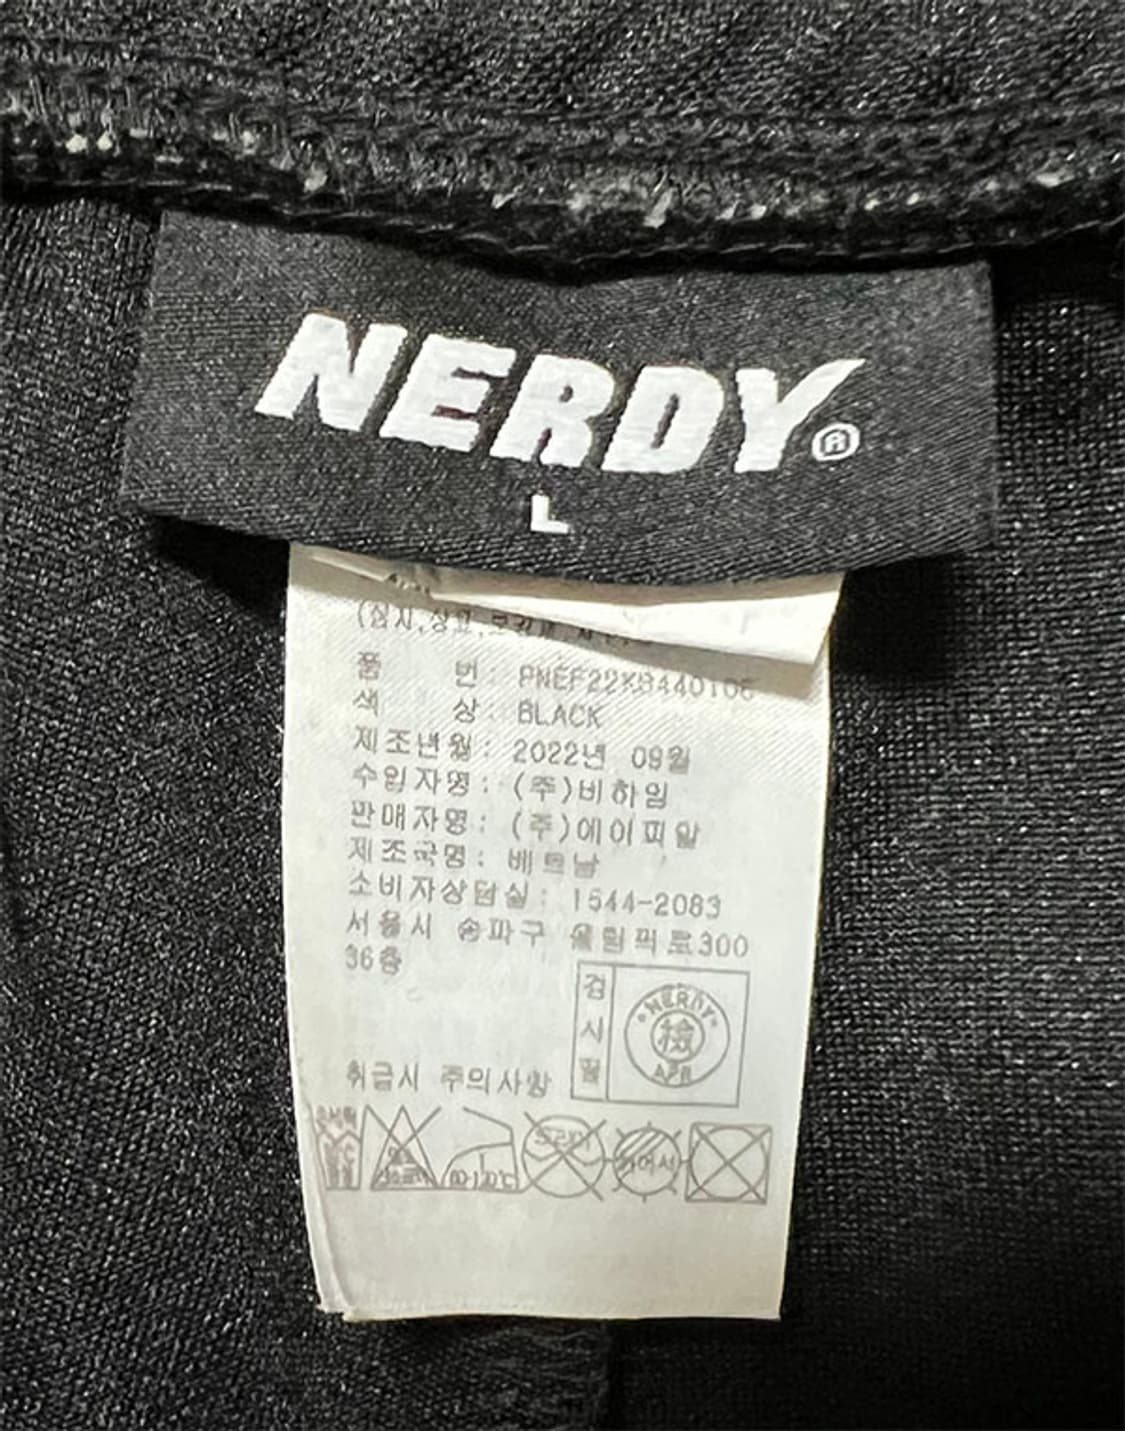 NERDY®
L
품 번: PNEF22KB440106
색 상: BLACK
제조년월: 2022년 09월
수입자명: (주)비하임
판매자명: (주)에이피알
제조국명: 베트남
소비자상담실: 1544-2083
서울시 송파구 올림픽로300
36층
검사필
NERDY
檢
APR
취급시 주의사항